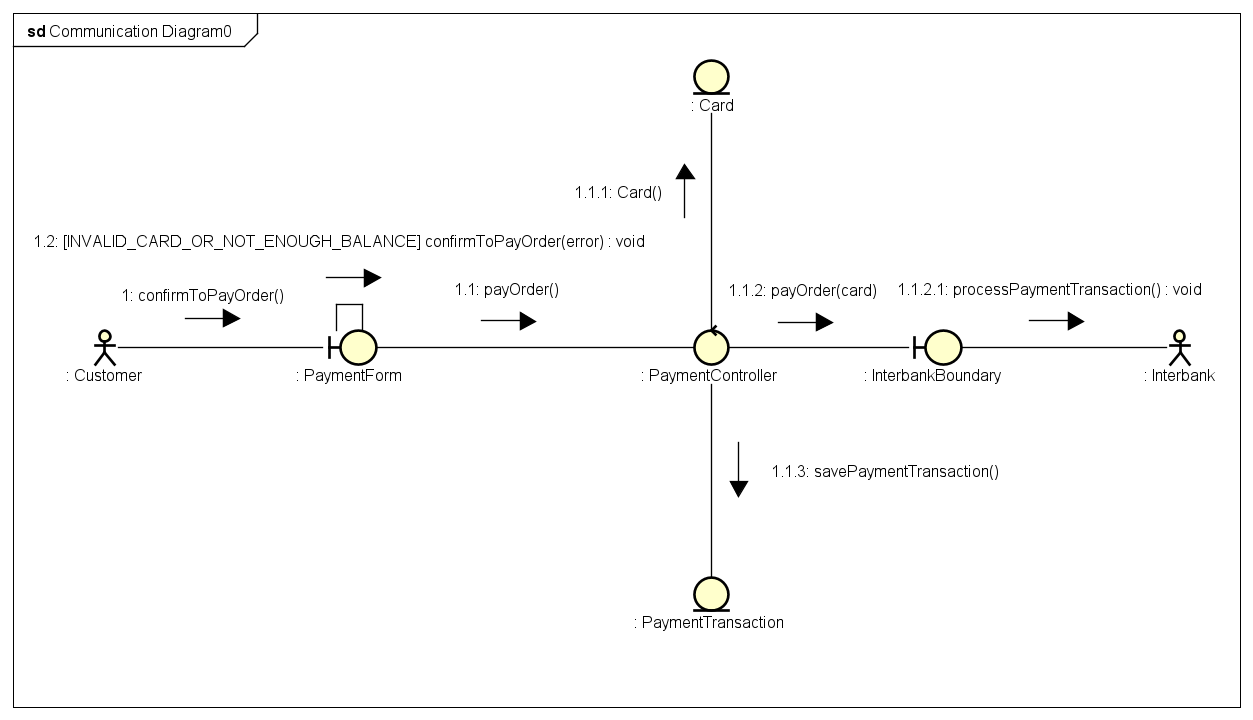 sd Communication Diagram0
: Card
1.1.1: Card()
1.2: [INVALID_CARD_OR_NOT_ENOUGH_BALANCE] confirmToPayOrder(error) : void
1: confirmToPayOrder()
1.1: payOrder()
1.1.2: payOrder(card)
1.1.2.1: processPaymentTransaction() : void
: Customer
: PaymentForm
: PaymentController
: InterbankBoundary
: Interbank
1.1.3: savePaymentTransaction()
: PaymentTransaction